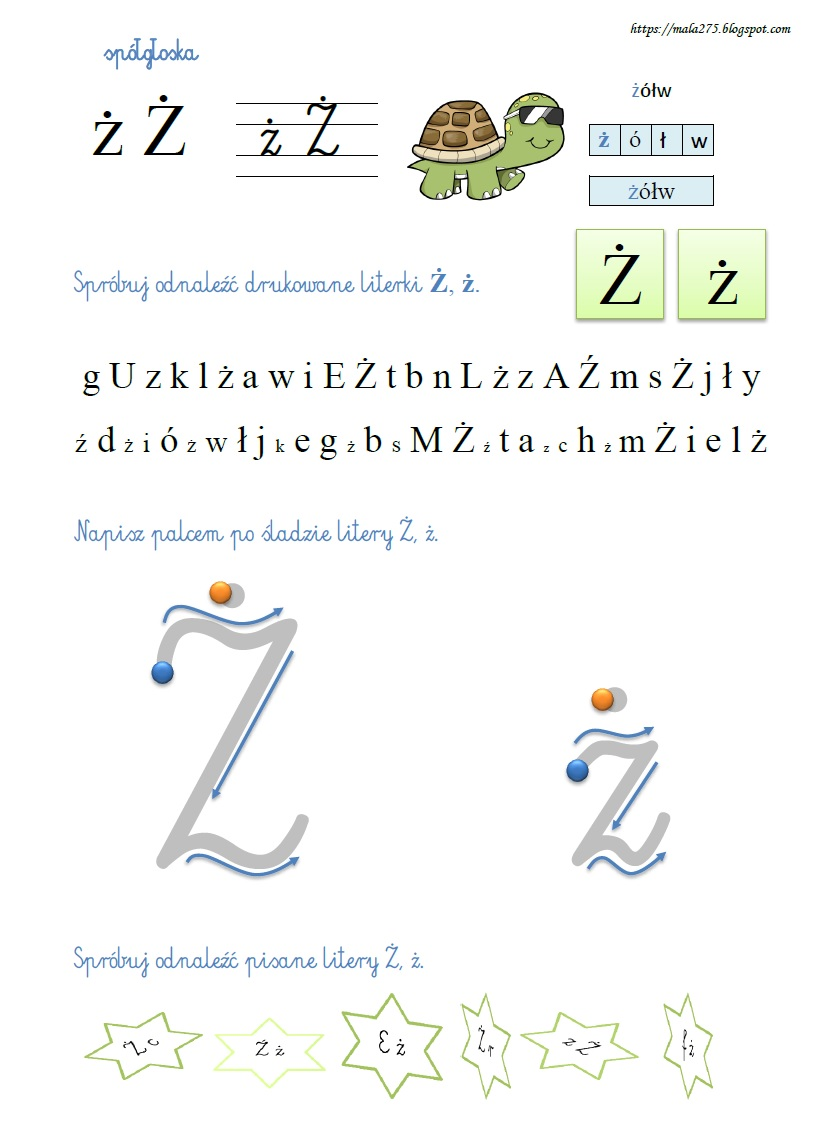 https://mala275.blogspot.com
spółgłoska
ż Ż
ż Ż
żółw
ż ó ł w
żółw
Ż ż
Spróbuj odnaleźć drukowane literki Ż, ż.
g U z k l ż a w i E Ż t b n L ż z A Ź m s Ż j ł y
ź d ż i ó ż w ł j k e g ż b s M Ż ź t a z c h ż m Ż i e l ż
Napisz palcem po śladzie litery Ż, ż.
Ż ż
Spróbuj odnaleźć pisane litery Ż, ż.
Ż c
Ź ż
E ż
Ż r
z Ż
f ż